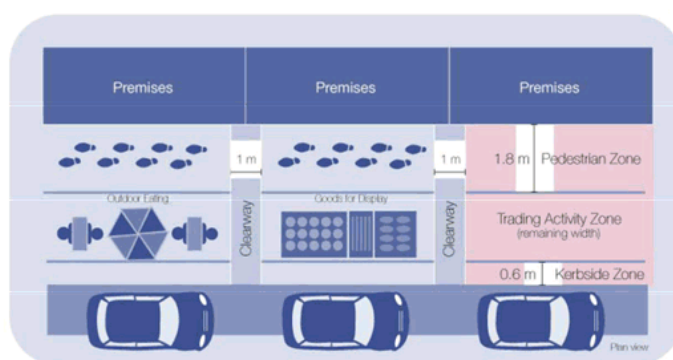 Premises
Premises
Premises
1 m
1 m
1.8 m
Pedestrian Zone
Outdoor Eating
Goods for Display
Clearway
Clearway
Trading Activity Zone
(remaining width)
0.6 m
Kerbside Zone
Plan view